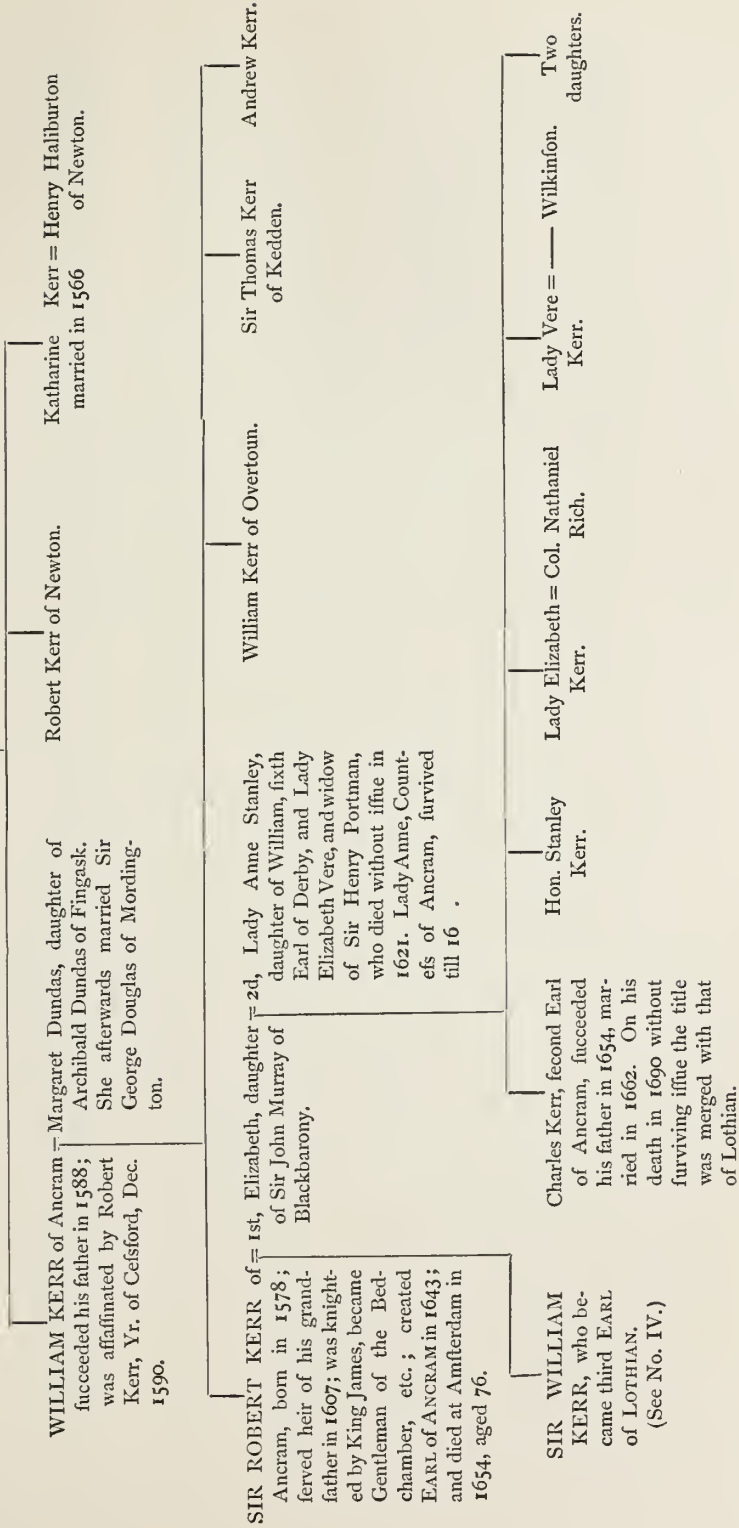 WILLIAM KERR of Ancram = Margaret Dundas, daughter of
ſucceeded his father in 1588; Archibald Dundas of Fingask.
was aſſaſſinated by Robert She afterwards married Sir
Kerr, Yr. of Ceſsford, Dec. George Douglas of Mording-
1590. ton.
Robert Kerr of Newton.
Katharine Kerr = Henry Haliburton
married in 1566 of Newton.
SIR ROBERT KERR of = 1st, Elizabeth, daughter = 2d, Lady Anne Stanley,
Ancram, born in 1578; of Sir John Murray of daughter of William, ſixth
ſerved heir of his grand- Blackbarony. Earl of Derby, and Lady
father in 1607; was knight- Elizabeth Vere, and widow
ed by King James, became of Sir Henry Portman,
Gentleman of the Bed- who died without iſſue in
chamber, etc.; created 1621. Lady Anne, Count-
EARL of ANCRAM in 1643; eſs of Ancram, ſurvived
and died at Amſterdam in till 16 .
1654, aged 76.
William Kerr of Overtoun.
Sir Thomas Kerr
of Kedden.
Andrew Kerr.
SIR WILLIAM
KERR, who be-
came third EARL
of LOTHIAN.
(See No. IV.)
Charles Kerr, ſecond Earl
of Ancram, ſucceeded
his father in 1654, mar-
ried in 1662. On his
death in 1690 without
ſurviving iſſue the title
was merged with that
of Lothian.
Hon. Stanley
Kerr.
Lady Elizabeth = Col. Nathaniel
Kerr. Rich.
Lady Vere = —— Wilkinſon.
Kerr.
Two
daughters.